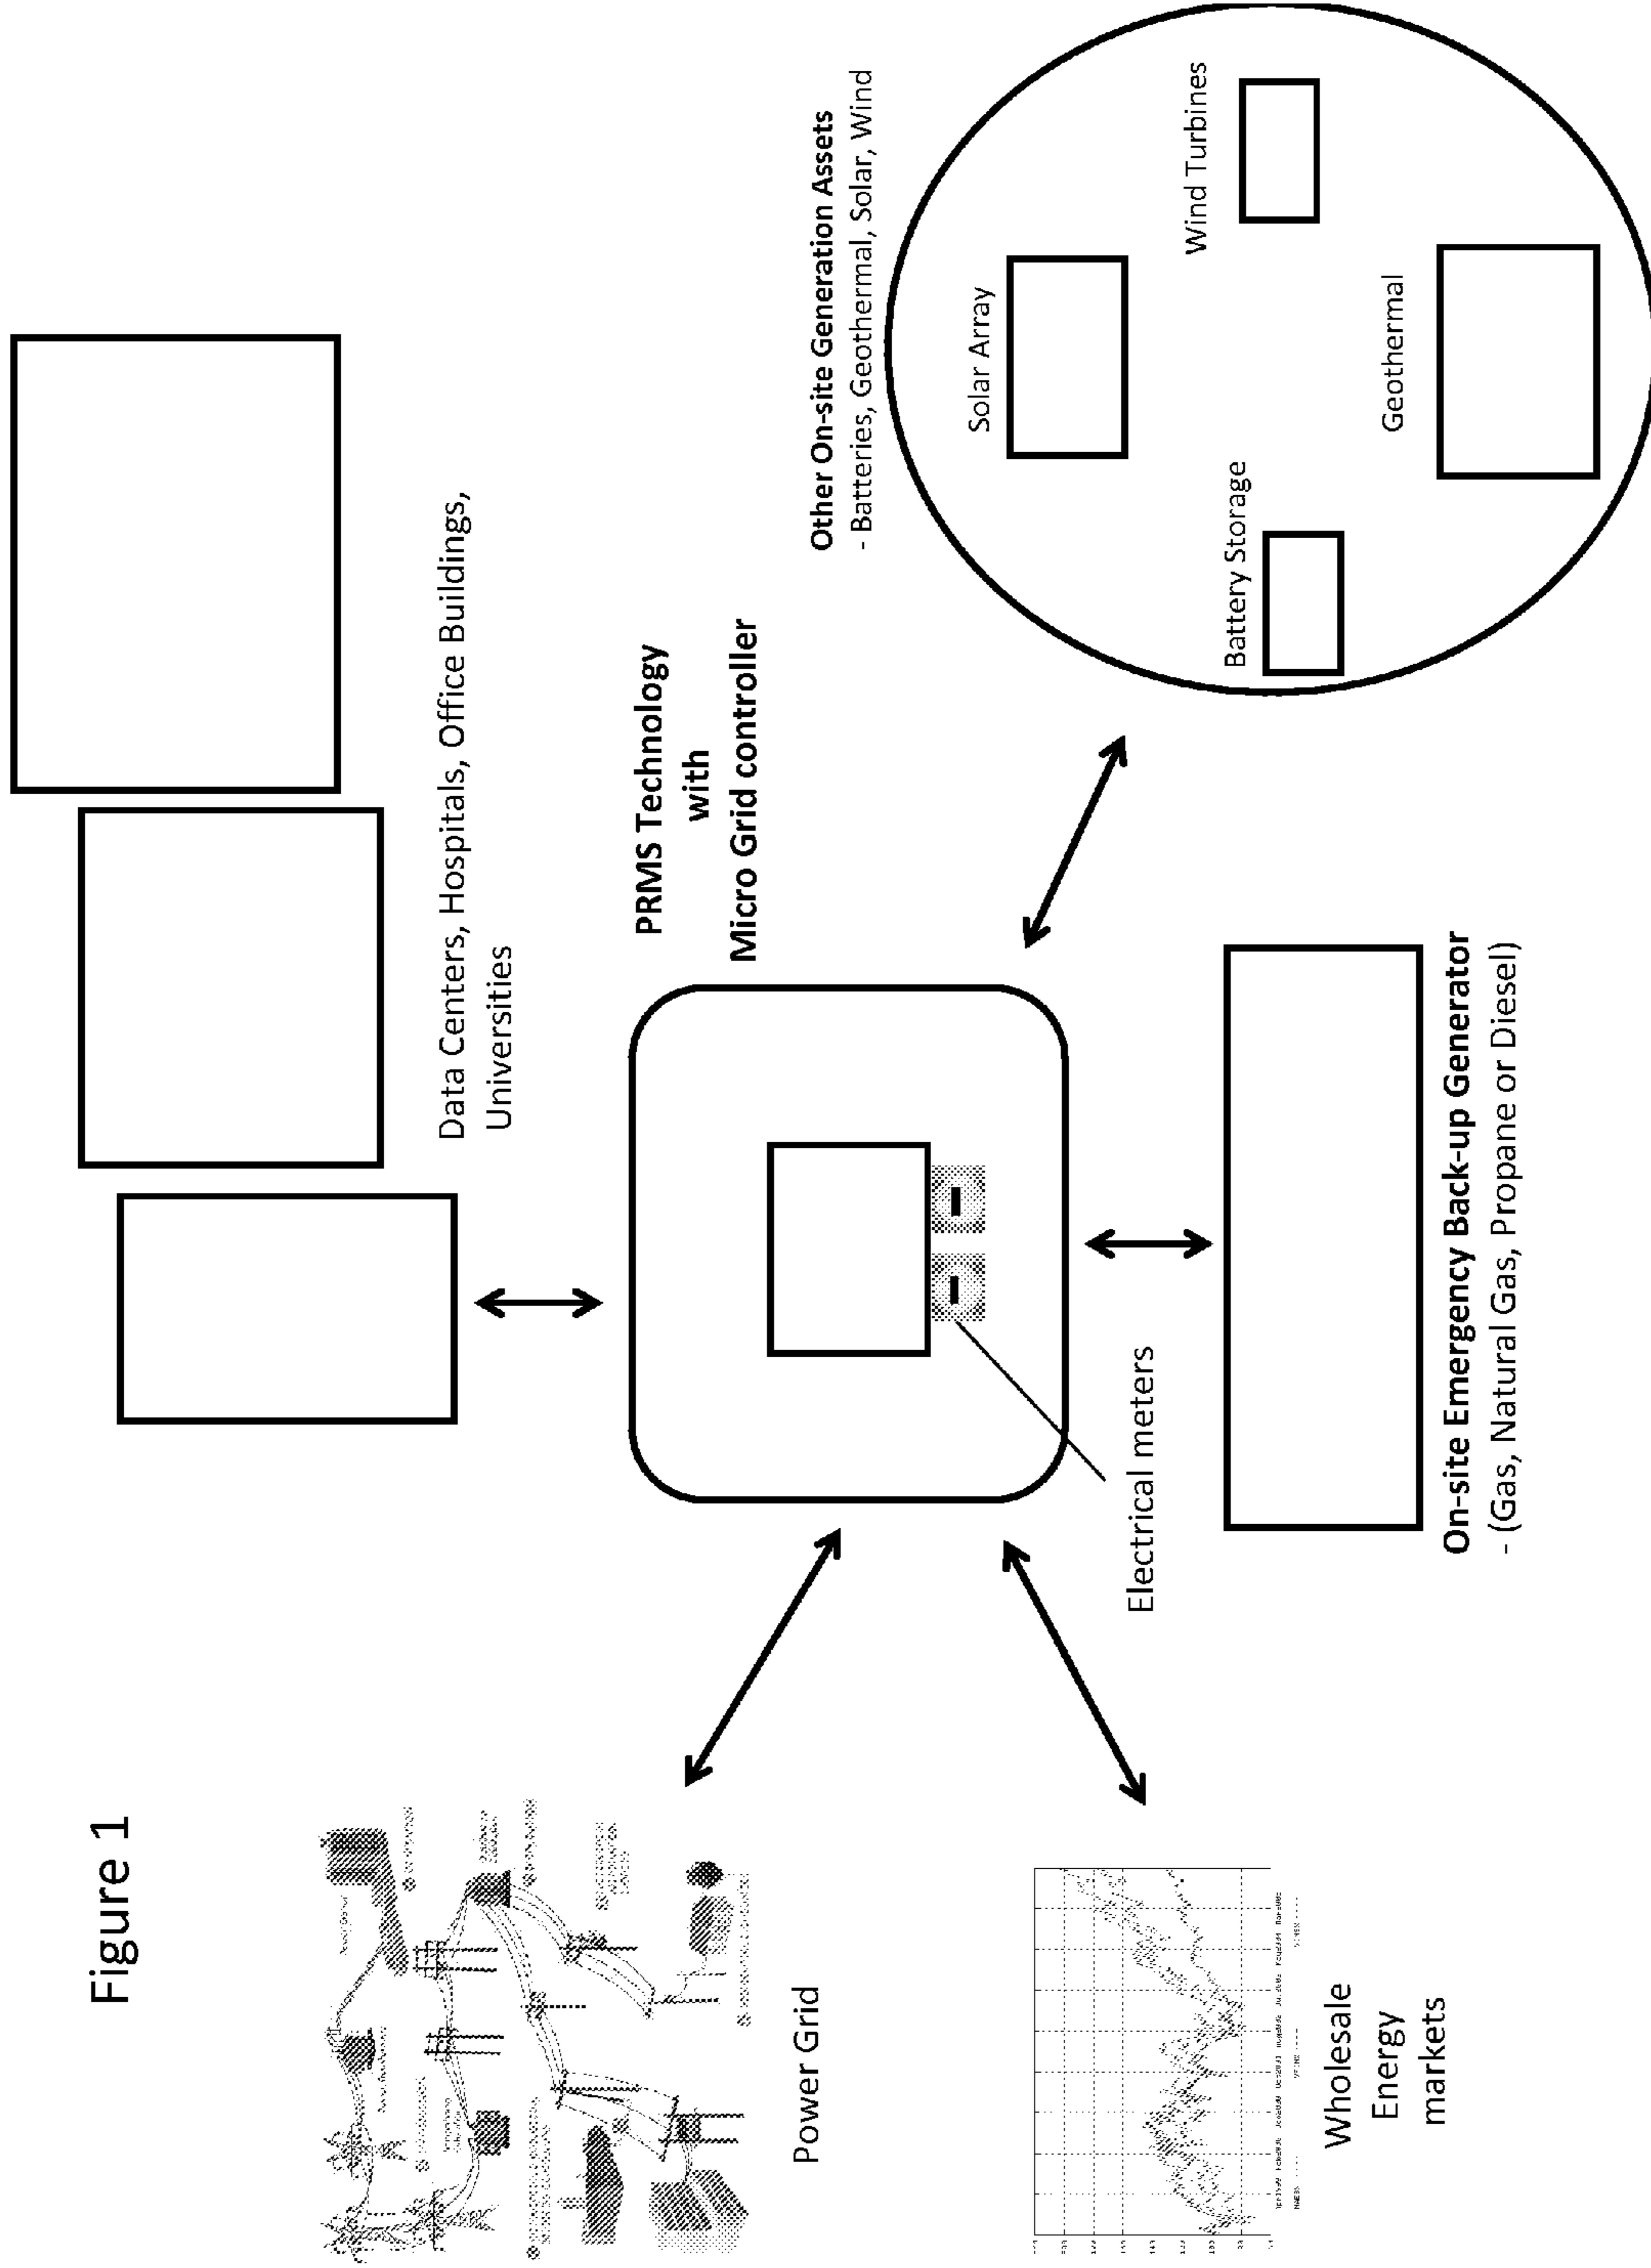 Figure 1
Data Centers, Hospitals, Office Buildings,
Universities
Power Grid
PRMS Technology
with
Micro Grid controller
Other On-site Generation Assets
- Batteries, Geothermal, Solar, Wind
Solar Array
Wind Turbines
Battery Storage
Geothermal
Electrical meters
Wholesale
Energy
markets
On-site Emergency Back-up Generator
- (Gas, Natural Gas, Propane or Diesel)